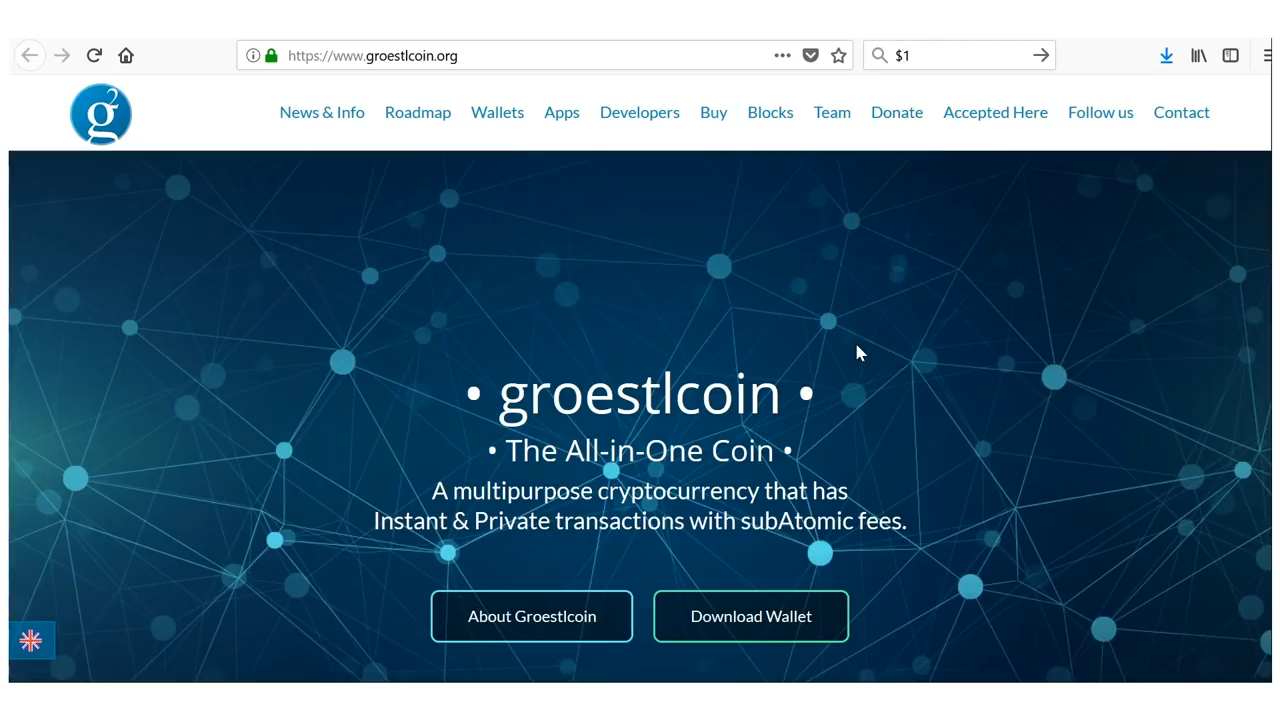 https://www.groestlcoin.org
$1
g2
News & Info Roadmap Wallets Apps Developers Buy Blocks Team Donate Accepted Here Follow us Contact
• groestlcoin •
• The All-in-One Coin •
A multipurpose cryptocurrency that has
Instant & Private transactions with subAtomic fees.
About Groestlcoin Download Wallet